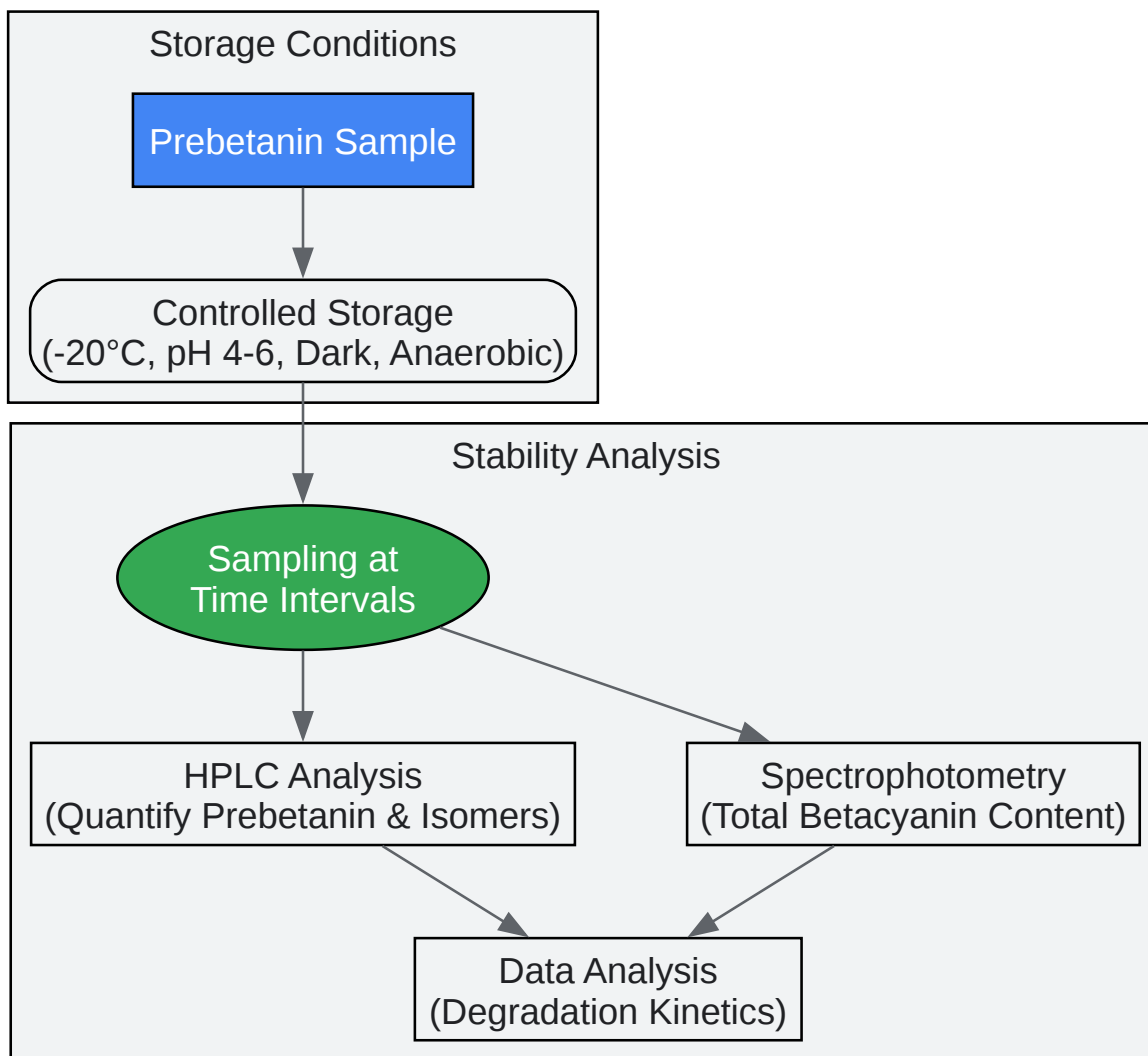 Storage Conditions
Prebetanin Sample
Controlled Storage
(-20°C, pH 4-6, Dark, Anaerobic)
Stability Analysis
Sampling at
Time Intervals
HPLC Analysis
(Quantify Prebetanin & Isomers)
Spectrophotometry
(Total Betacyanin Content)
Data Analysis
(Degradation Kinetics)